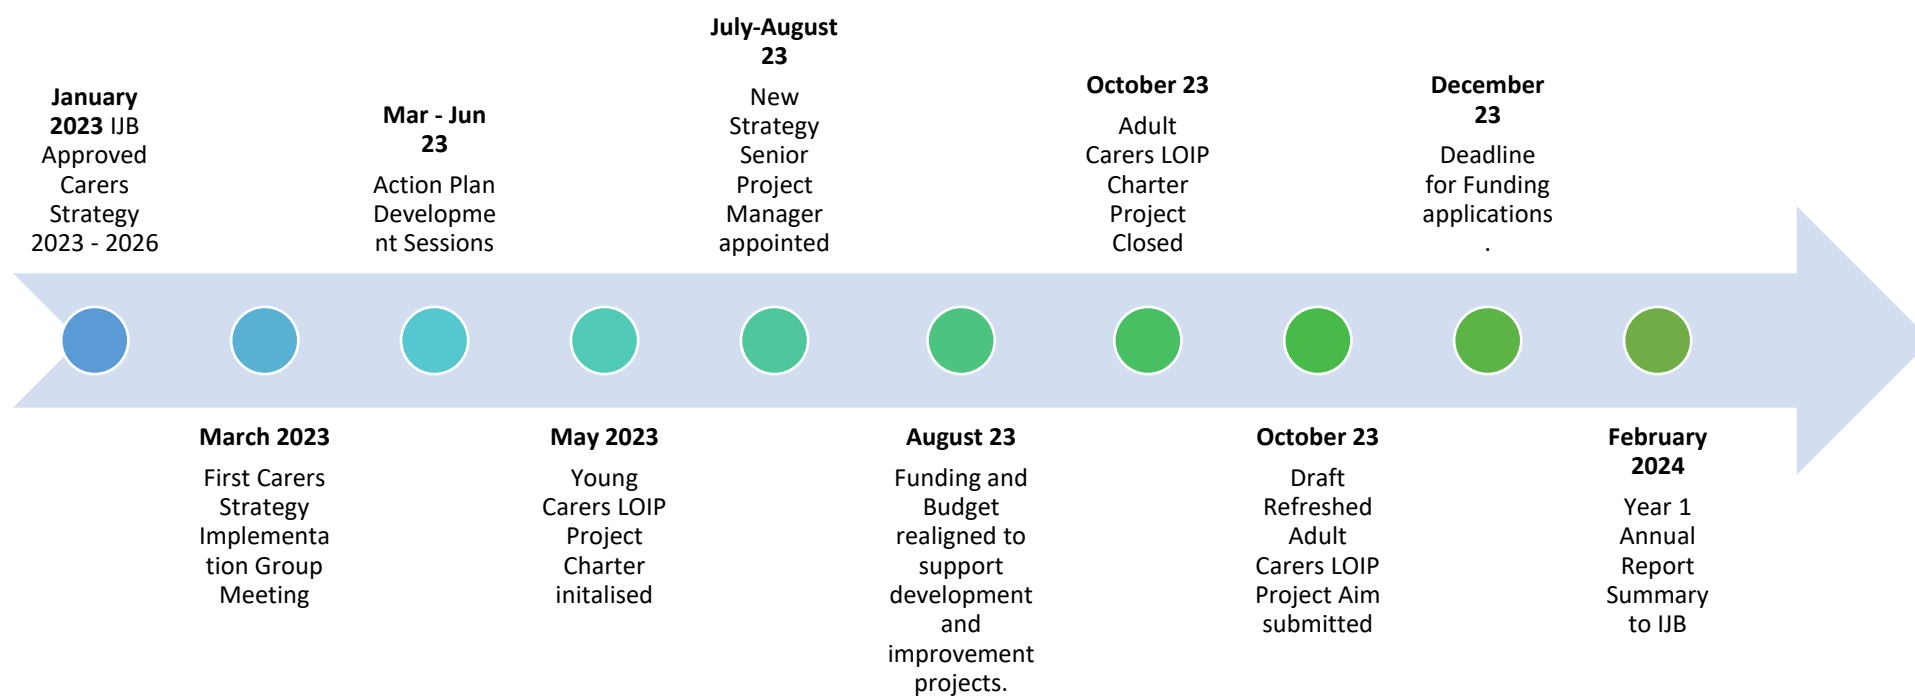 January
2023 IJB
Approved
Carers
Strategy
2023 - 2026
March 2023
First Carers
Strategy
Implementa
tion Group
Meeting
Mar - Jun
23
Action Plan
Developme
nt Sessions
May 2023
Young
Carers LOIP
Project
Charter
initalised
July-August
23
New
Strategy
Senior
Project
Manager
appointed
August 23
Funding and
Budget
realigned to
support
development
and
improvement
projects.
October 23
Adult
Carers LOIP
Charter
Project
Closed
October 23
Draft
Refreshed
Adult
Carers LOIP
Project Aim
submitted
December
23
Deadline
for Funding
applications
.
February
2024
Year 1
Annual
Report
Summary
to IJB